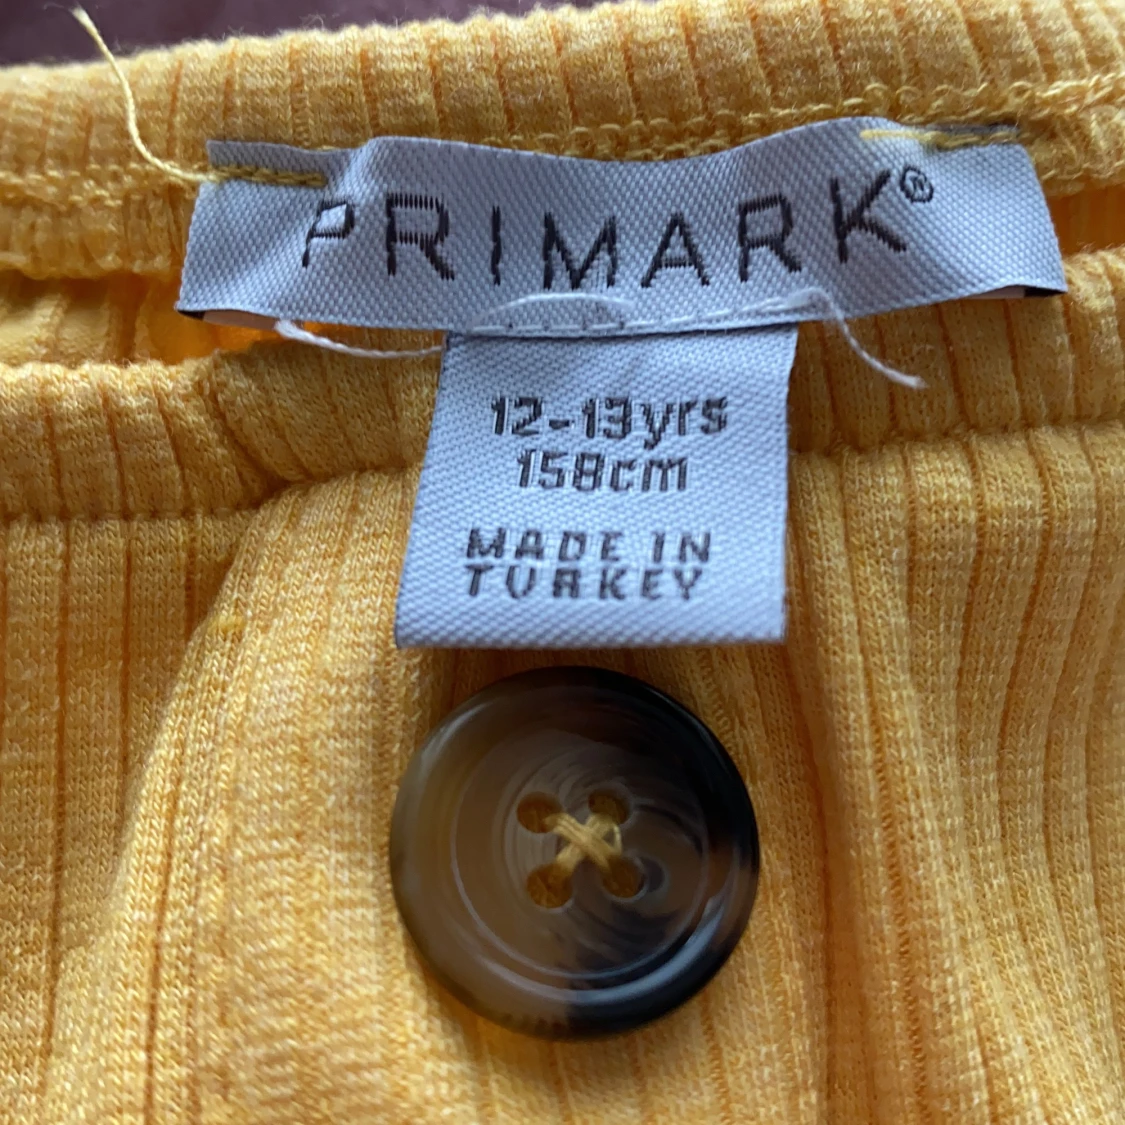 PRIMARK®
12-13yrs
158cm
MADE IN
TURKEY